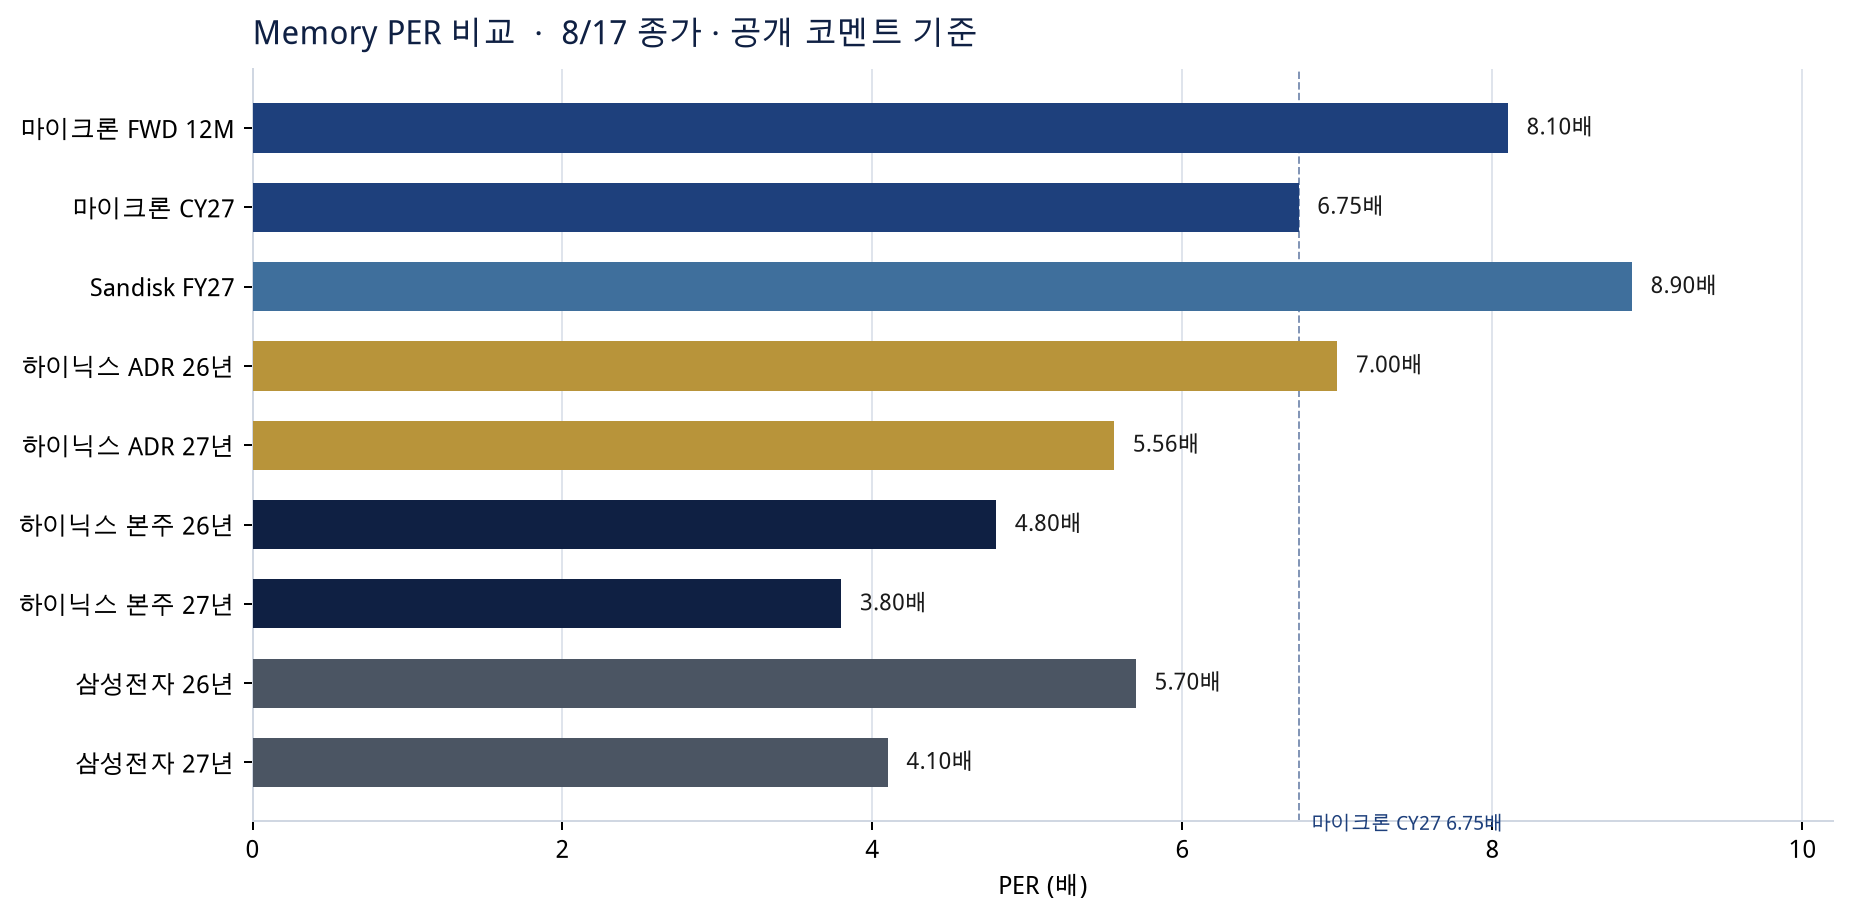 Memory PER 비교 · 8/17 종가 · 공개 코멘트 기준
마이크론 FWD 12M 8.10배
마이크론 CY27 6.75배
Sandisk FY27 8.90배
하이닉스 ADR 26년 7.00배
하이닉스 ADR 27년 5.56배
하이닉스 본주 26년 4.80배
하이닉스 본주 27년 3.80배
삼성전자 26년 5.70배
삼성전자 27년 4.10배
마이크론 CY27 6.75배
0 2 4 6 8 10
PER (배)